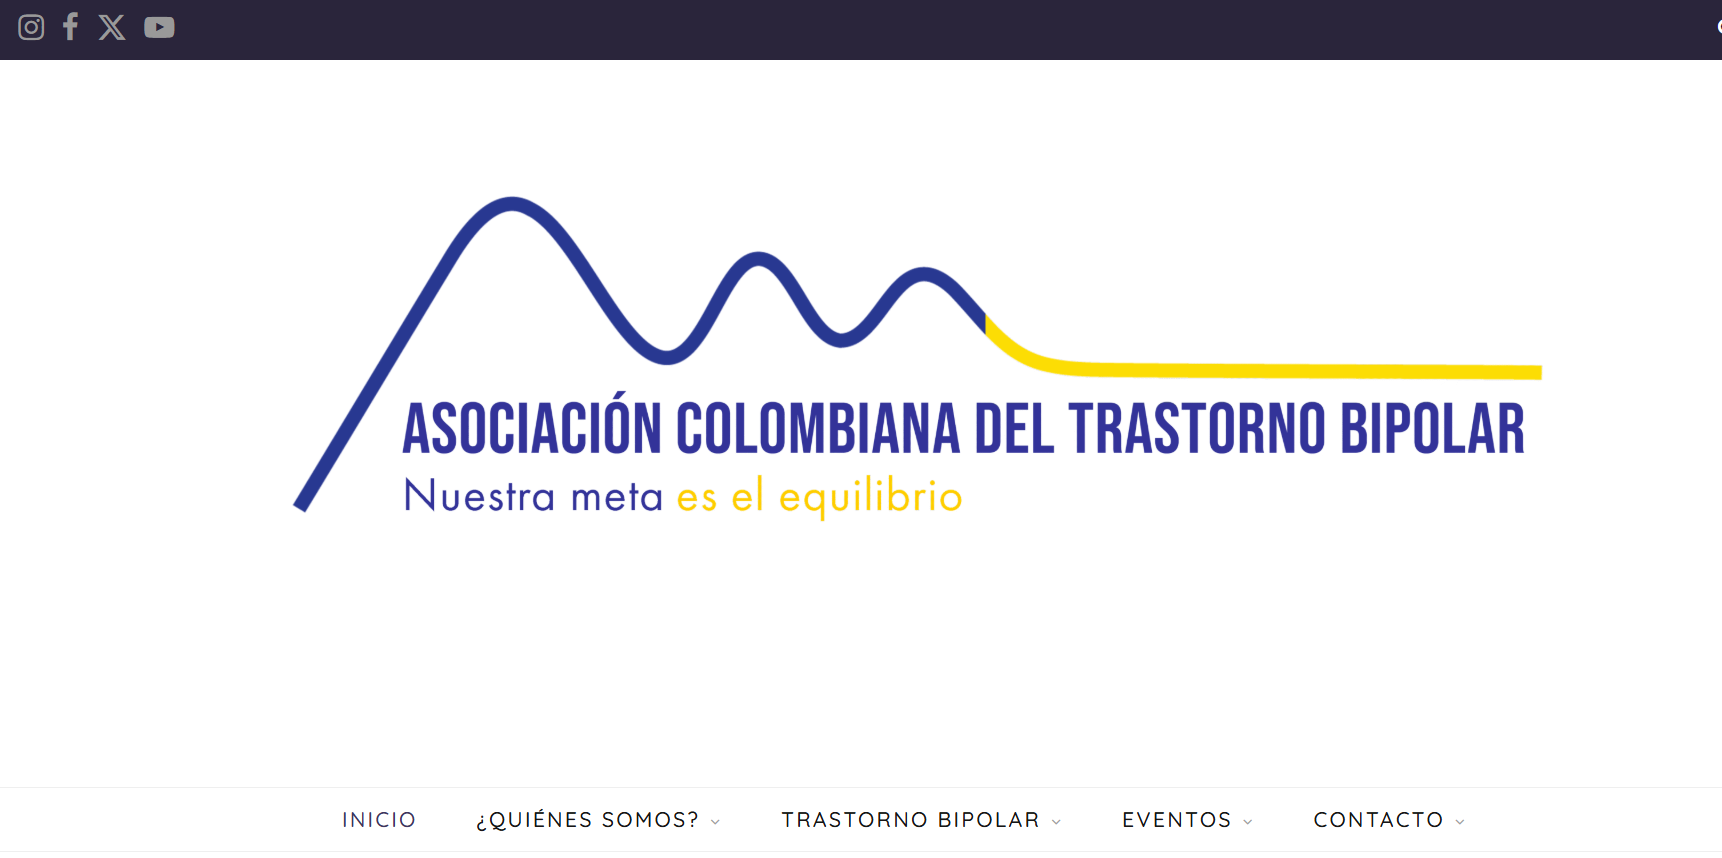 ASOCIACIÓN COLOMBIANA DEL TRASTORNO BIPOLAR
Nuestra meta es el equilibrio
INICIO ¿QUIÉNES SOMOS? TRASTORNO BIPOLAR EVENTOS CONTACTO